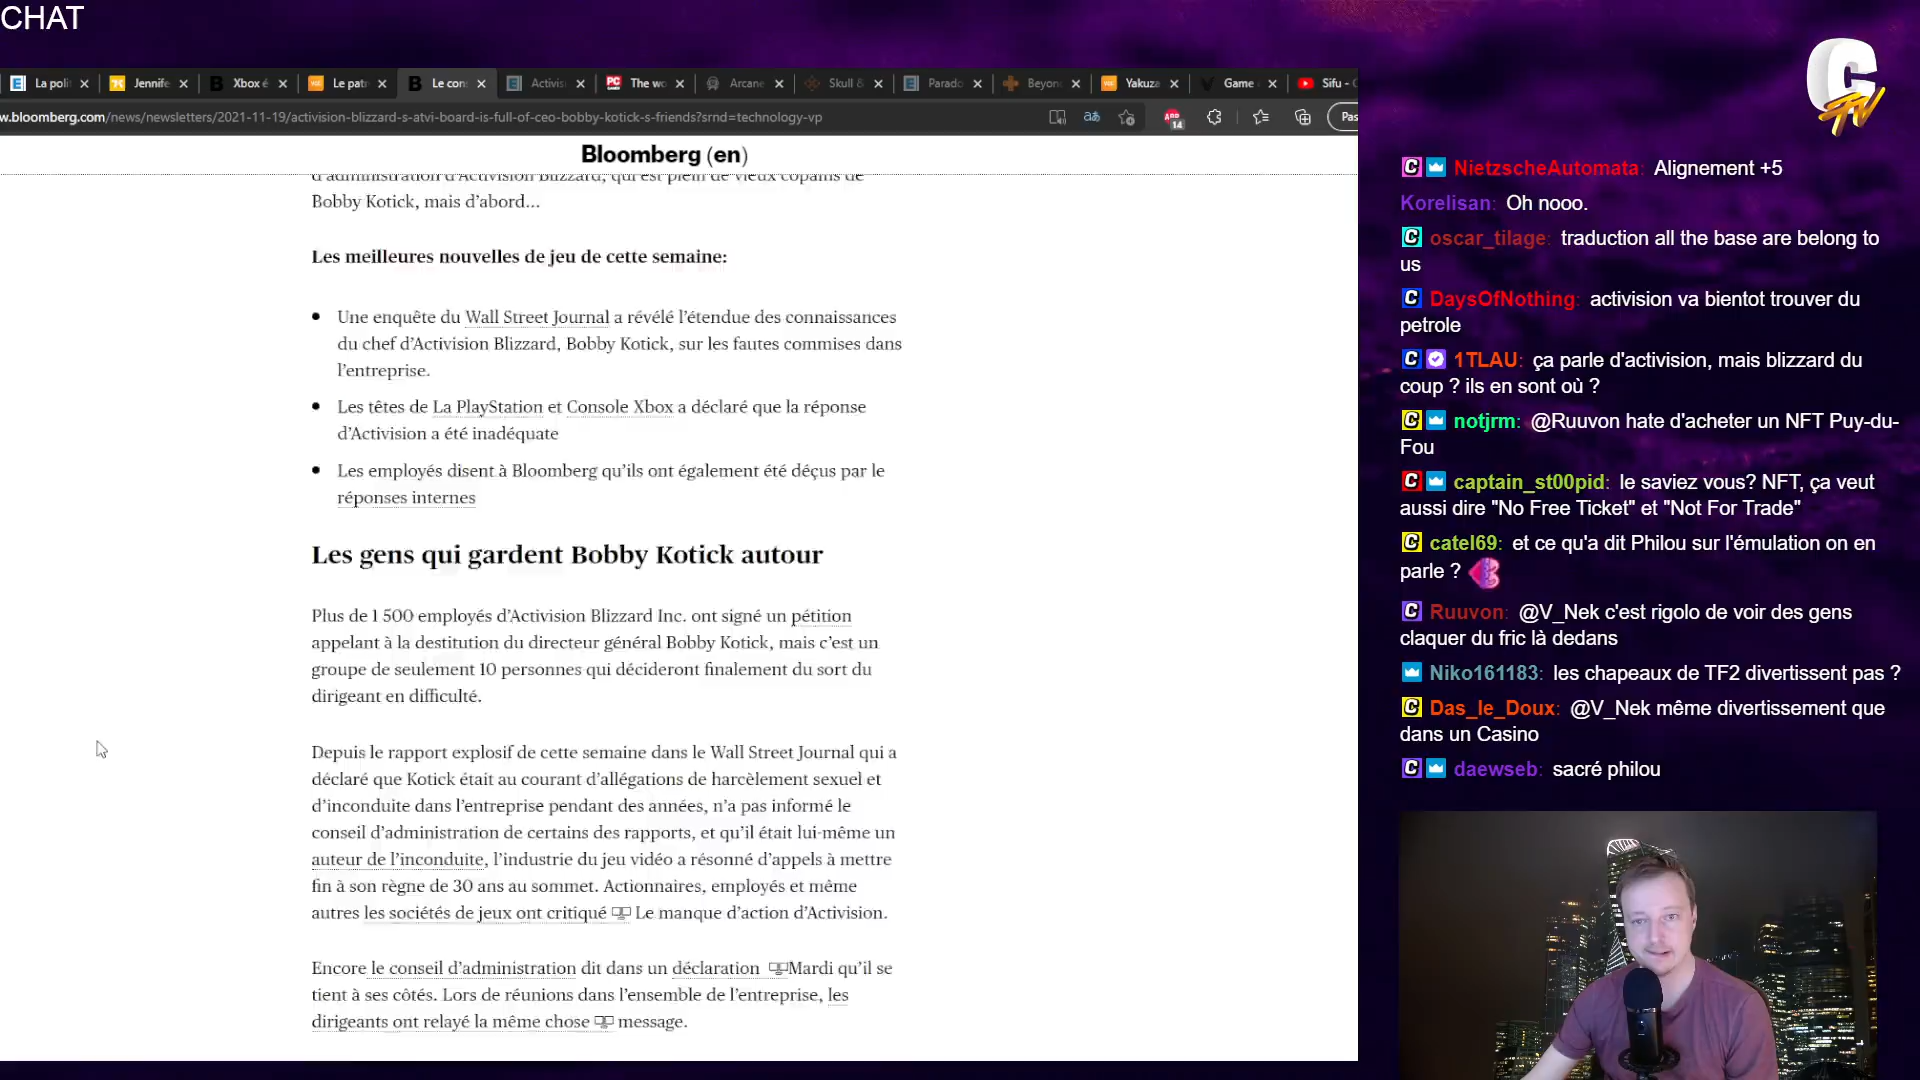 CHAT
La poli
Jennife
Xbox é
Le patr
Le con
Activis
The wo
Arcane
Skull &
Parado
Beyon
Yakuza
Game
Sifu -
w.bloomberg.com/news/newsletters/2021-11-19/activision-blizzard-s-atvi-board-is-full-of-ceo-bobby-kotick-s-friends?srnd=technology-vp
14
Pas
Bloomberg (en)
d'administration d'Activision Blizzard, qui est plein de vieux copains de
Bobby Kotick, mais d'abord...
Les meilleures nouvelles de jeu de cette semaine:
Une enquête du Wall Street Journal a révélé l'étendue des connaissances
du chef d'Activision Blizzard, Bobby Kotick, sur les fautes commises dans
l'entreprise.
Les têtes de La PlayStation et Console Xbox a déclaré que la réponse
d'Activision a été inadéquate
Les employés disent à Bloomberg qu'ils ont également été déçus par le
réponses internes
Les gens qui gardent Bobby Kotick autour
Plus de 1 500 employés d'Activision Blizzard Inc. ont signé un pétition
appelant à la destitution du directeur général Bobby Kotick, mais c'est un
groupe de seulement 10 personnes qui décideront finalement du sort du
dirigeant en difficulté.
Depuis le rapport explosif de cette semaine dans le Wall Street Journal qui a
déclaré que Kotick était au courant d'allégations de harcèlement sexuel et
d'inconduite dans l'entreprise pendant des années, n'a pas informé le
conseil d'administration de certains des rapports, et qu'il était lui-même un
auteur de l'inconduite, l'industrie du jeu vidéo a résonné d'appels à mettre
fin à son règne de 30 ans au sommet. Actionnaires, employés et même
autres les sociétés de jeux ont critiqué Le manque d'action d'Activision.
Encore le conseil d'administration dit dans un déclaration Mardi qu'il se
tient à ses côtés. Lors de réunions dans l'ensemble de l'entreprise, les
dirigeants ont relayé la même chose message.
C TV
NietzscheAutomata: Alignement +5
Korelisan: Oh nooo.
oscar_tilage: traduction all the base are belong to
us
DaysOfNothing: activision va bientot trouver du
petrole
1TLAU: ça parle d'activision, mais blizzard du
coup ? ils en sont où ?
notjrm: @Ruuvon hate d'acheter un NFT Puy-du-
Fou
captain_st00pid: le saviez vous? NFT, ça veut
aussi dire "No Free Ticket" et "Not For Trade"
catel69: et ce qu'a dit Philou sur l'émulation on en
parle ?
Ruuvon: @V_Nek c'est rigolo de voir des gens
claquer du fric là dedans
Niko161183: les chapeaux de TF2 divertissent pas ?
Das_le_Doux: @V_Nek même divertissement que
dans un Casino
daewseb: sacré philou